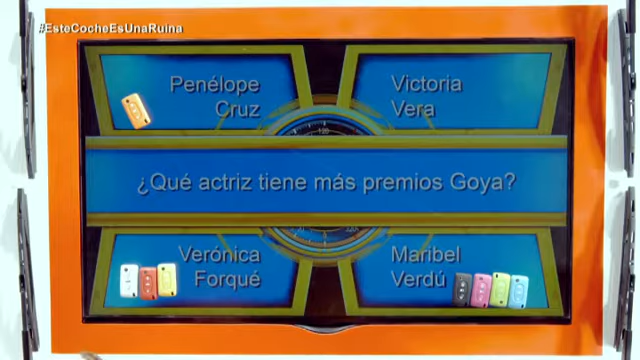 #EsteCocheEsUnaRuina
Penélope
Cruz
Victoria
Vera
¿Qué actriz tiene más premios Goya?
Verónica
Forqué
Maribel
Verdú